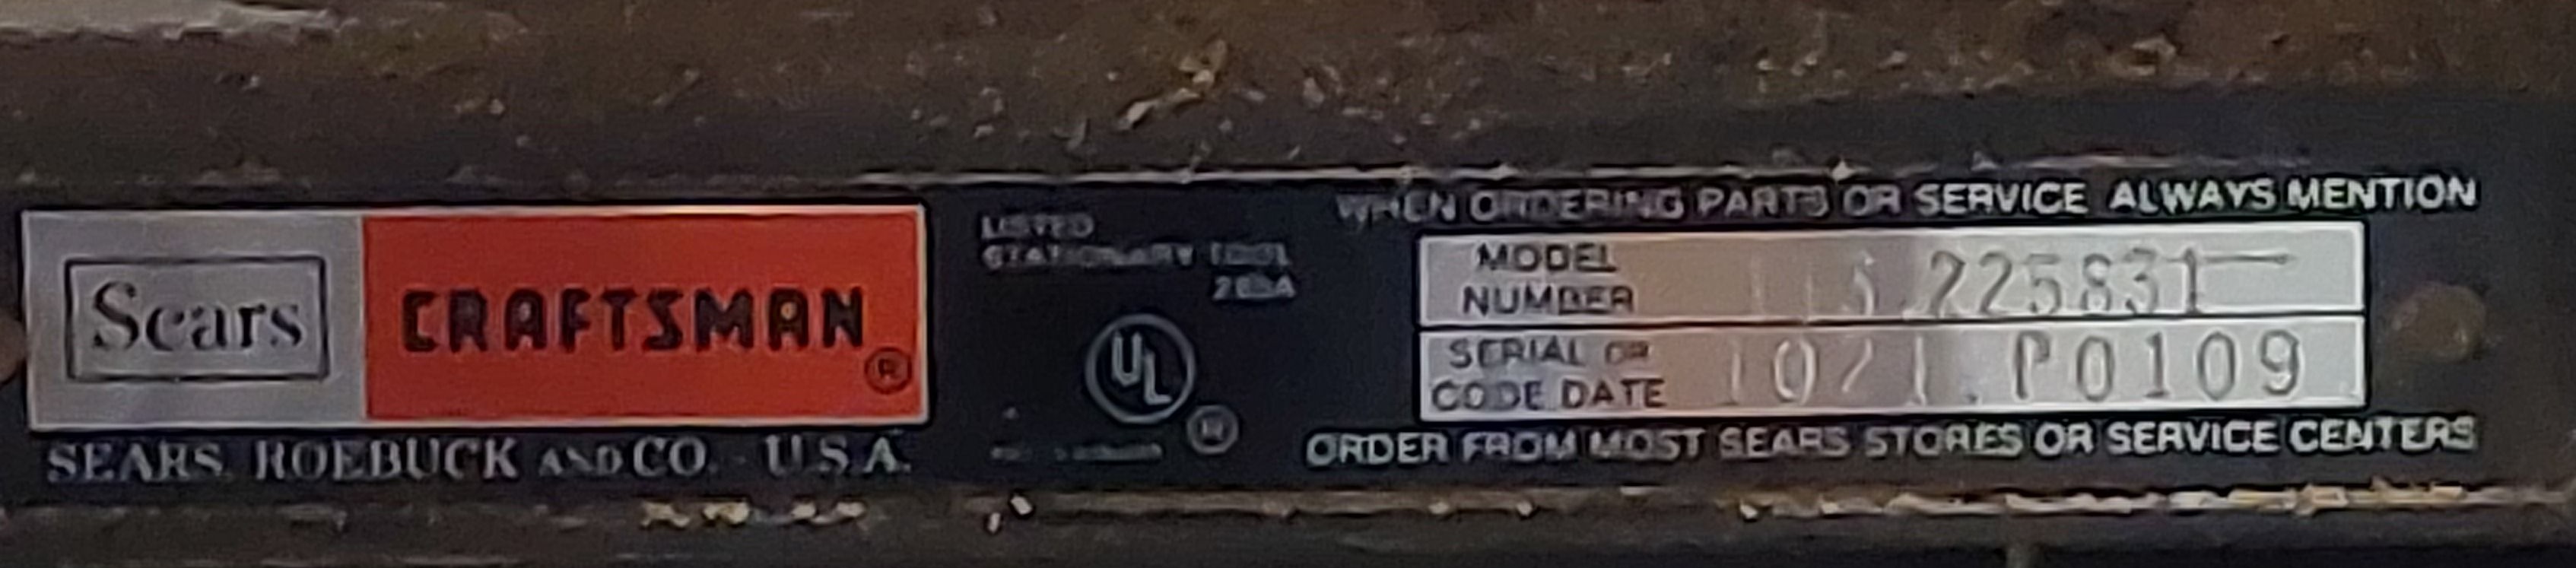 Sears
CRAFTSMAN ®
SEARS, ROEBUCK AND CO. U.S.A.
LISTED
STATIONARY TOOL
UL ®
WHEN ORDERING PARTS OR SERVICE ALWAYS MENTION
MODEL
NUMBER 113.225831
SERIAL OR
CODE DATE P0109
ORDER FROM MOST SEARS STORES OR SERVICE CENTERS